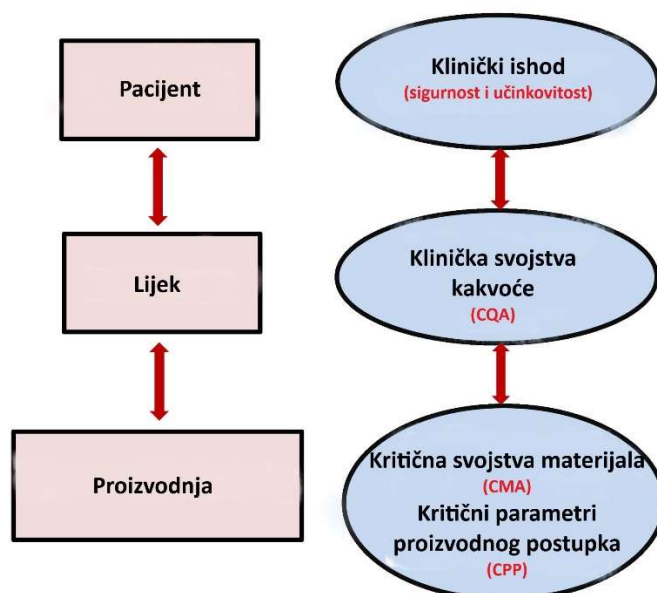 Pacijent
Klinički ishod
(sigurnost i učinkovitost)
Lijek
Klinička svojstva
kakvoće
(CQA)
Proizvodnja
Kritična svojstva materijala
(CMA)
Kritični parametri
proizvodnog postupka
(CPP)